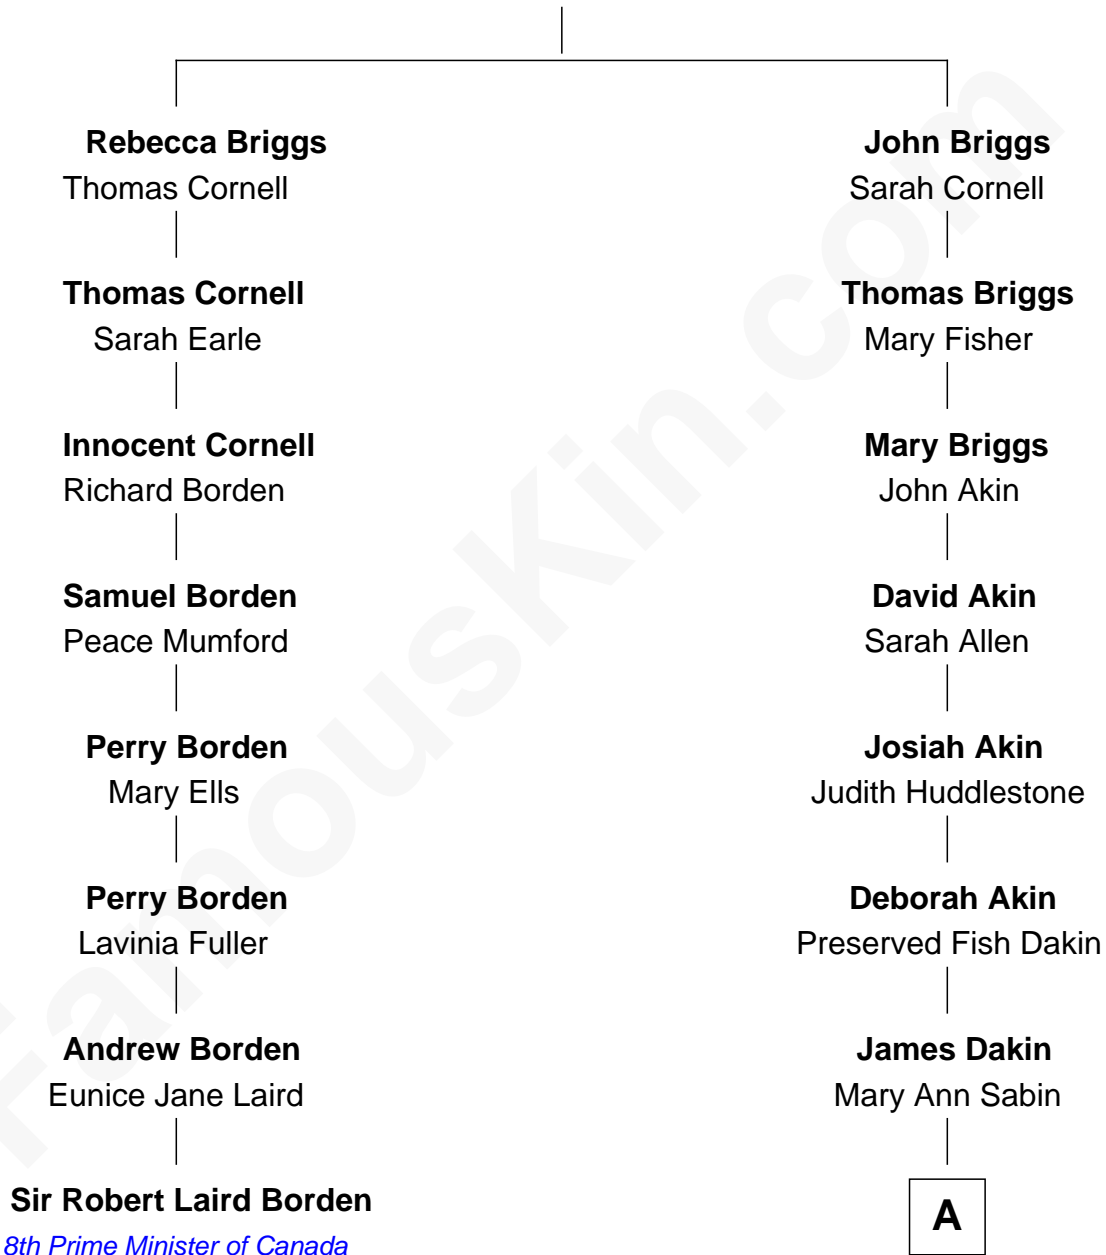 Rebecca Briggs
Thomas Cornell
John Briggs
Sarah Cornell
Thomas Cornell
Sarah Earle
Thomas Briggs
Mary Fisher
Innocent Cornell
Richard Borden
Mary Briggs
John Akin
Samuel Borden
Peace Mumford
David Akin
Sarah Allen
Perry Borden
Mary Ells
Josiah Akin
Judith Huddlestone
Perry Borden
Lavinia Fuller
Deborah Akin
Preserved Fish Dakin
Andrew Borden
Eunice Jane Laird
James Dakin
Mary Ann Sabin
Sir Robert Laird Borden
8th Prime Minister of Canada
A
FamousKin.com